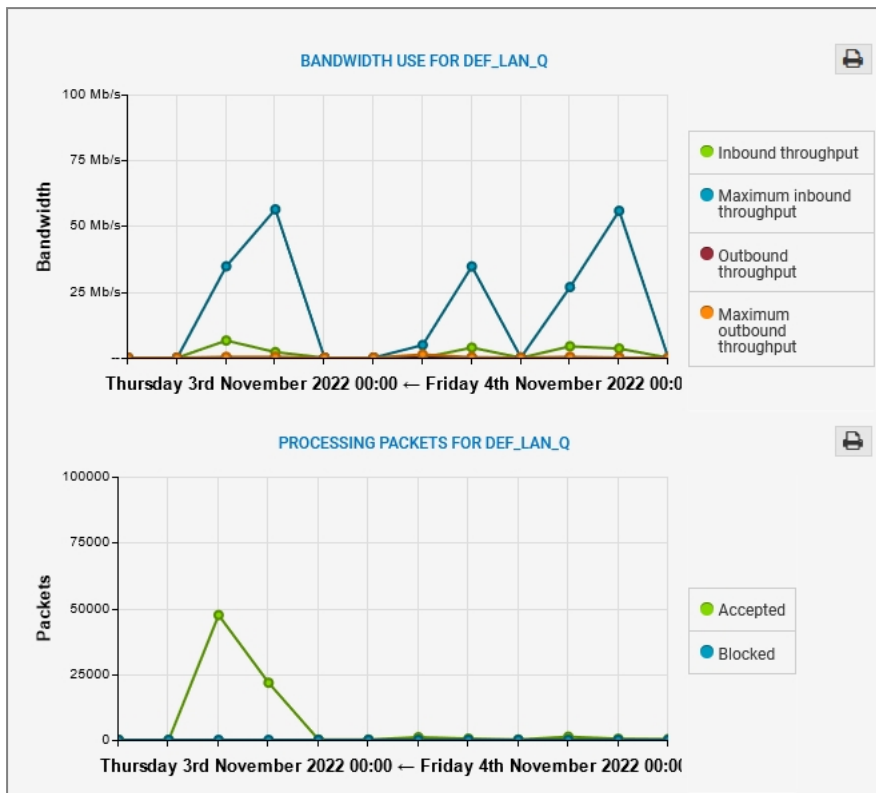 BANDWIDTH USE FOR DEF_LAN_Q
100 Mb/s
75 Mb/s
50 Mb/s
25 Mb/s
--
Bandwidth
Thursday 3rd November 2022 00:00 ← Friday 4th November 2022 00:0
Inbound throughput
Maximum inbound
throughput
Outbound
throughput
Maximum
outbound
throughput
PROCESSING PACKETS FOR DEF_LAN_Q
100000
75000
50000
25000
0
Packets
Thursday 3rd November 2022 00:00 ← Friday 4th November 2022 00:0
Accepted
Blocked